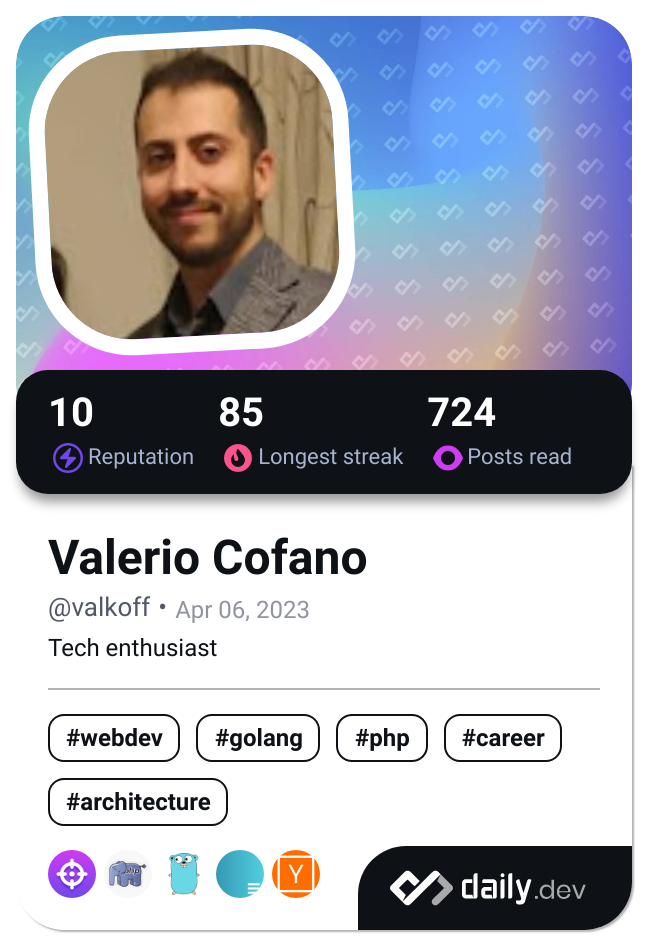 10 85 724
Reputation Longest streak Posts read
Valerio Cofano
@valkoff • Apr 06, 2023
Tech enthusiast
#webdev #golang #php #career
#architecture
php Y
daily.dev